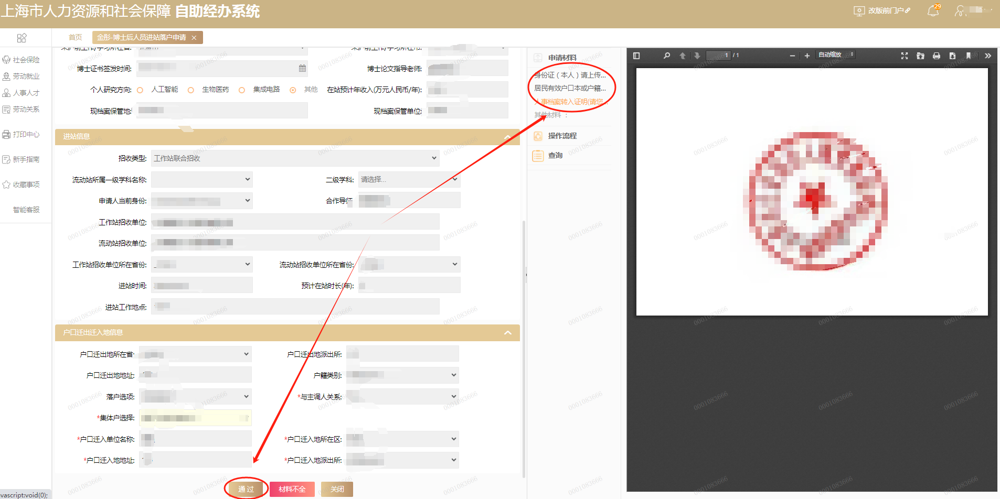 上海市人力资源和社会保障 自助经办系统
改版前门户
29
首页
金彤-博士后人员进站落户申请 ×
社会保险
劳动就业
人事人才
劳动关系
打印中心
新手指南
收藏事项
智能客服
博士证书签发时间:
博士论文指导老师:
个人研究方向:
人工智能
生物医药
集成电路
其他
在站预计年收入(万元人民币/年):
现档案保管地:
现档案保管单位:
进站信息
招收类型:
工作站联合招收
流动站所属一级学科名称:
二级学科:
请选择...
申请人当前身份:
合作导师
工作站招收单位:
流动站招收单位:
工作站招收单位所在省份:
流动站招收单位所在省份:
进站时间:
预计在站时长(年):
进站工作地点:
户口迁出迁入地信息
户口迁出地所在省:
户口迁出地派出所:
户口迁出地地址:
户籍类别:
落户选项:
*与主调人关系:
*集体户选择:
*户口迁入单位名称:
*户口迁入地所在区:
*户口迁入地地址:
*户口迁入地派出所:
通 过
材料不全
关闭
申请材料
身份证（本人）请上传...
居民有效户口本或户籍...
人事档案转入证明(请您...
其他材料 ：
操作流程
查询
1 / 1
自动缩放
0001083666
vascript:void(0);